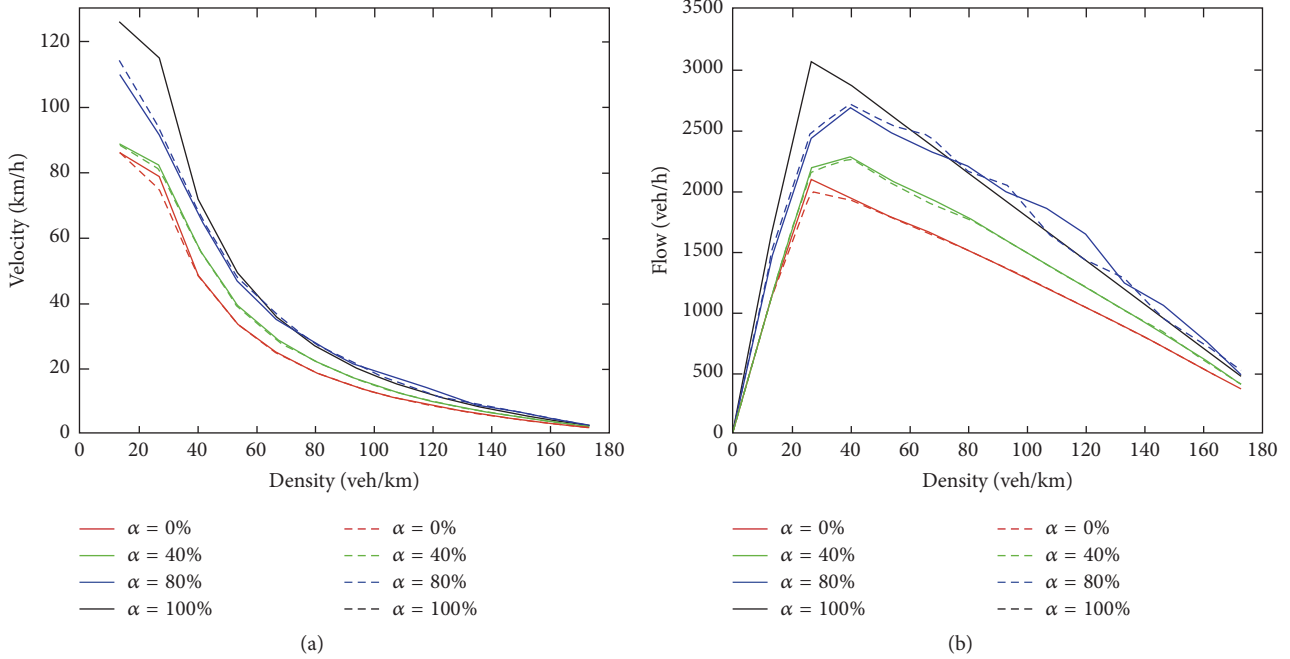 120
100
80
60
40
20
0
Velocity (km/h)
0 20 40 60 80 100 120 140 160 180
Density (veh/km)
α = 0% α = 0%
α = 40% α = 40%
α = 80% α = 80%
α = 100% α = 100%
(a)
3500
3000
2500
2000
1500
1000
500
0
Flow (veh/h)
0 20 40 60 80 100 120 140 160 180
Density (veh/km)
α = 0% α = 0%
α = 40% α = 40%
α = 80% α = 80%
α = 100% α = 100%
(b)